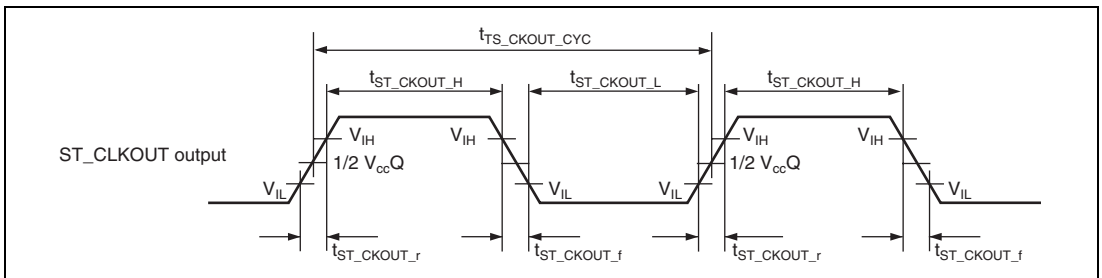 tTS_CKOUT_CYC
tST_CKOUT_H
tST_CKOUT_L
tST_CKOUT_H
VIH
VIH
VIH
VIH
ST_CLKOUT output
1/2 VccQ
1/2 VccQ
VIL
VIL
VIL
VIL
tST_CKOUT_r
tST_CKOUT_f
tST_CKOUT_r
tST_CKOUT_f